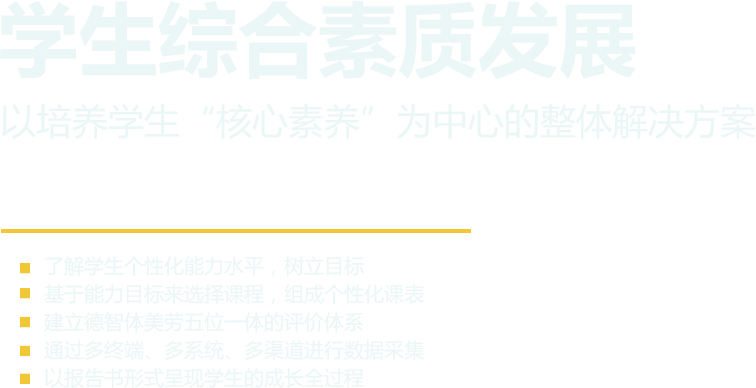 学生综合素质发展
以培养学生“核心素养”为中心的整体解决方案
了解学生个性化能力水平，树立目标
基于能力目标来选择课程，组成个性化课表
建立德智体美劳五位一体的评价体系
通过多终端、多系统、多渠道进行数据采集
以报告书形式呈现学生的成长全过程